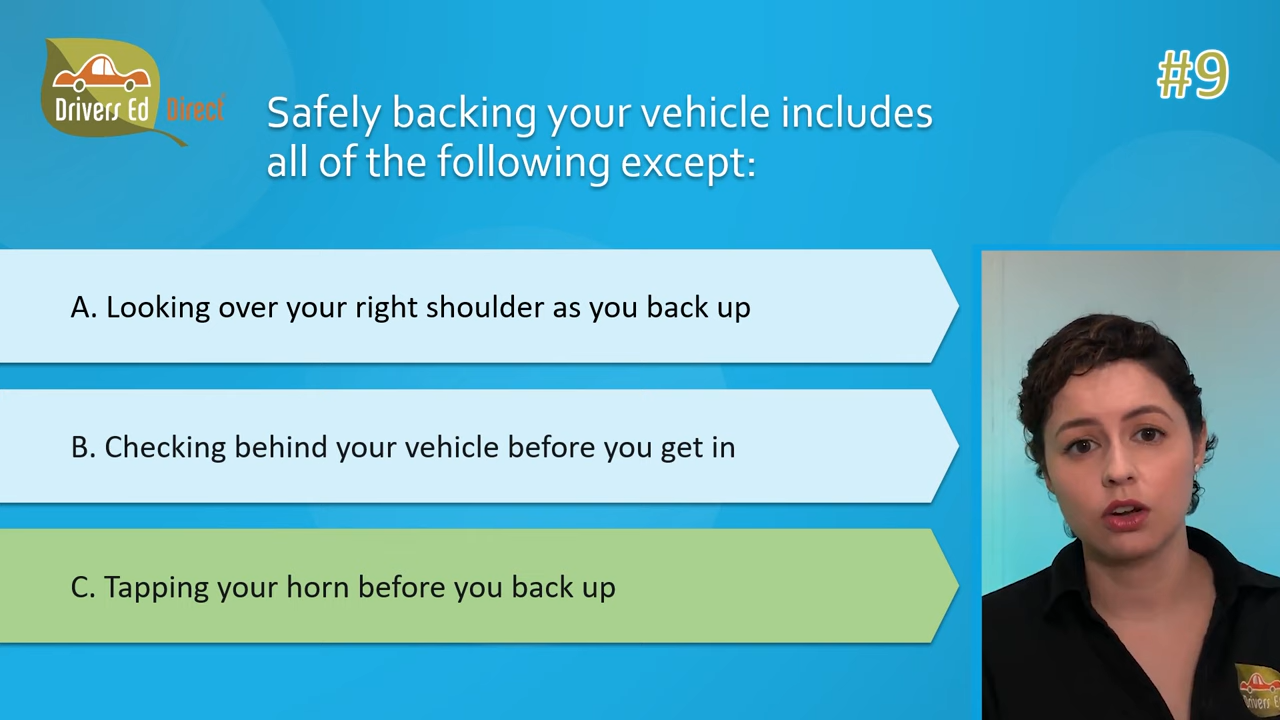 Drivers Ed Direct
#9
Safely backing your vehicle includes
all of the following except:
A. Looking over your right shoulder as you back up
B. Checking behind your vehicle before you get in
C. Tapping your horn before you back up
Drivers E